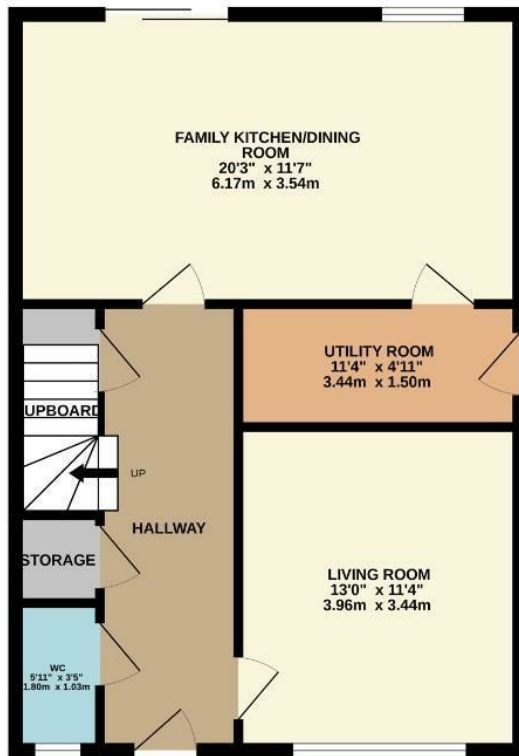 FAMILY KITCHEN/DINING
ROOM
20'3" x 11'7"
6.17m x 3.54m
UTILITY ROOM
11'4" x 4'11"
3.44m x 1.50m
UPBOARD
UP
HALLWAY
STORAGE
LIVING ROOM
13'0" x 11'4"
3.96m x 3.44m
WC
5'11" x 3'5"
1.80m x 1.03m